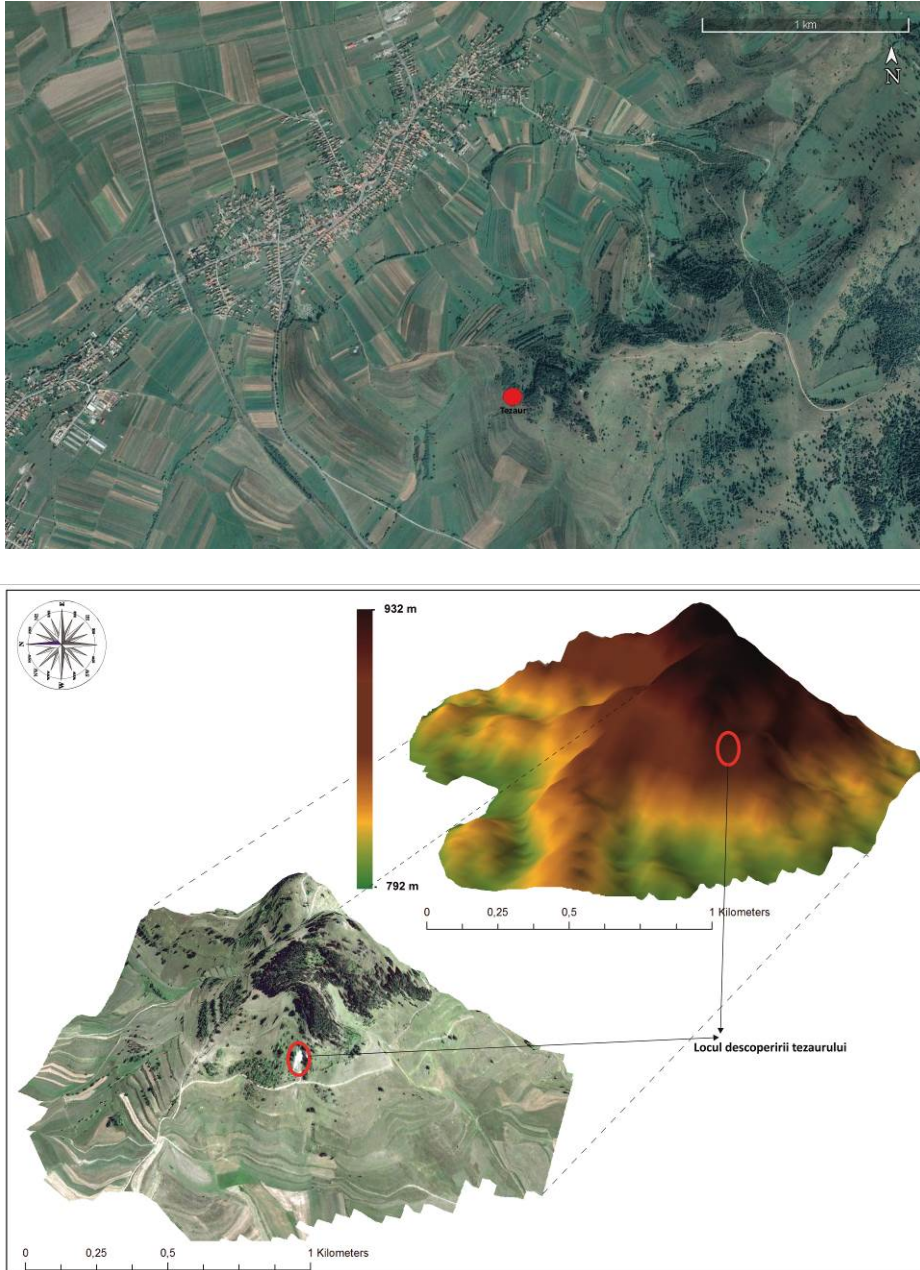 1 km
N
Tezaur
E
N
W
932 m
792 m
0 0,25 0,5 1 Kilometers
Locul descoperirii tezaurului
0 0,25 0,5 1 Kilometers